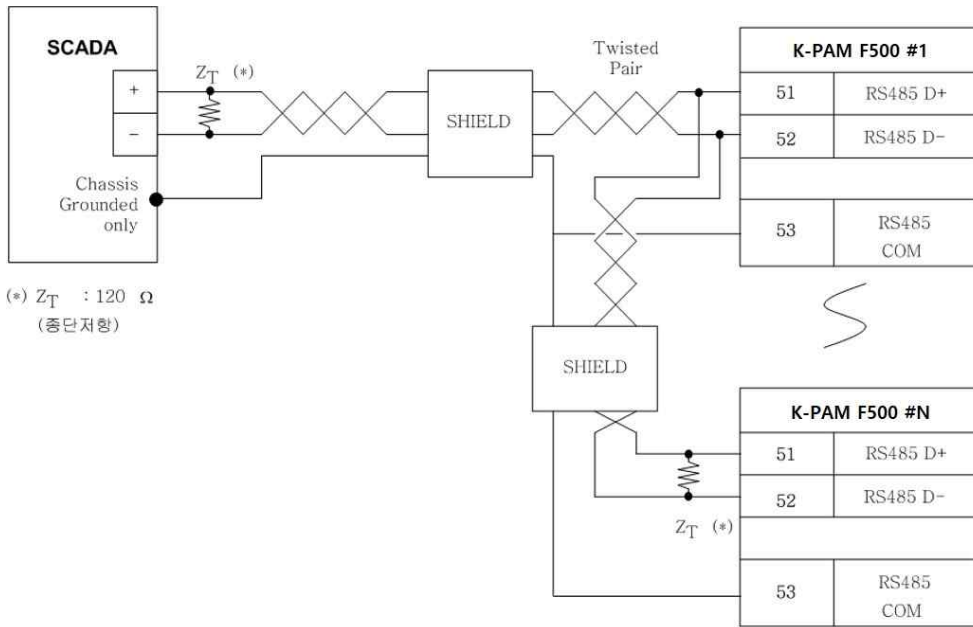 SCADA
+
−
Chassis
Grounded
only
Z_T (*)
SHIELD
Twisted
Pair
K-PAM F500 #1
51 RS485 D+
52 RS485 D-
53 RS485
COM
(*) Z_T : 120 Ω
(종단저항)
SHIELD
K-PAM F500 #N
51 RS485 D+
52 RS485 D-
Z_T (*)
53 RS485
COM